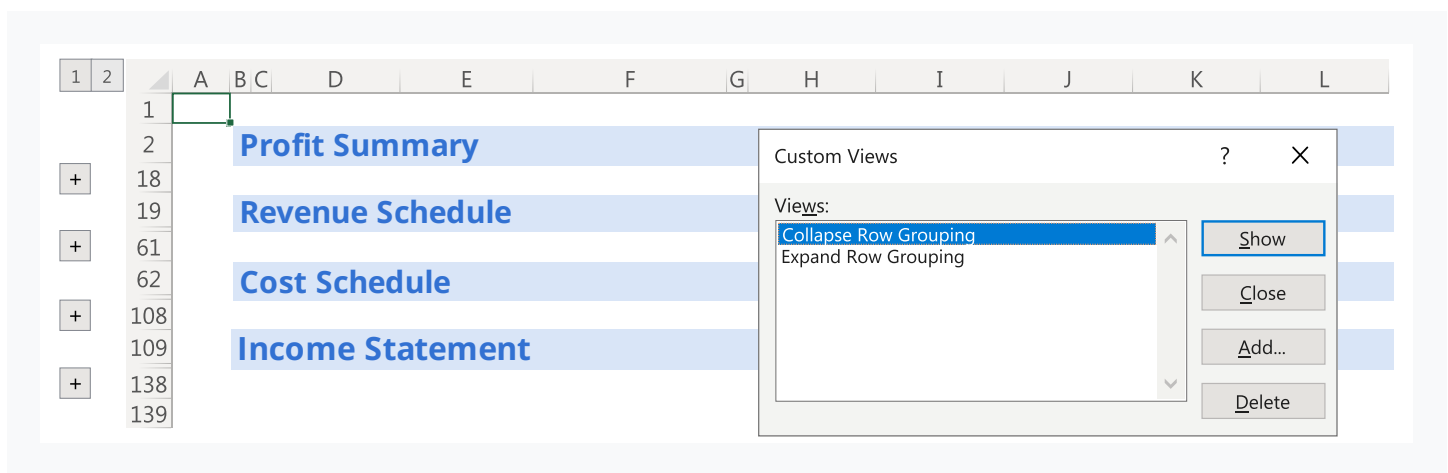 1 2 A B C D E F G H I J K L
1
2 Profit Summary
+ 18
19 Revenue Schedule
+ 61
62 Cost Schedule
+ 108
109 Income Statement
+ 138
139
Custom Views ?
Views:
Collapse Row Grouping
Expand Row Grouping
Show
Close
Add...
Delete